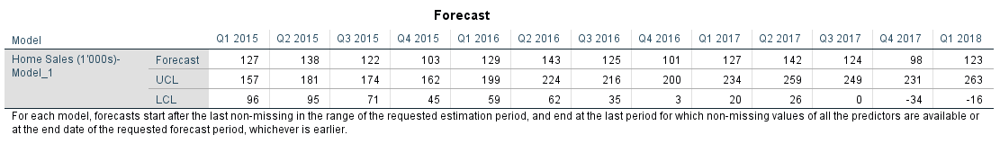 Forecast
Model Q1 2015 Q2 2015 Q3 2015 Q4 2015 Q1 2016 Q2 2016 Q3 2016 Q4 2016 Q1 2017 Q2 2017 Q3 2017 Q4 2017 Q1 2018
Home Sales (1'000s)- Forecast 127 138 122 103 129 143 125 101 127 142 124 98 123
Model_1
UCL 157 181 174 162 199 224 216 200 234 259 249 231 263
LCL 96 95 71 45 59 62 35 3 20 26 0 -34 -16
For each model, forecasts start after the last non-missing in the range of the requested estimation period, and end at the last period for which non-missing values of all the predictors are available or
at the end date of the requested forecast period, whichever is earlier.